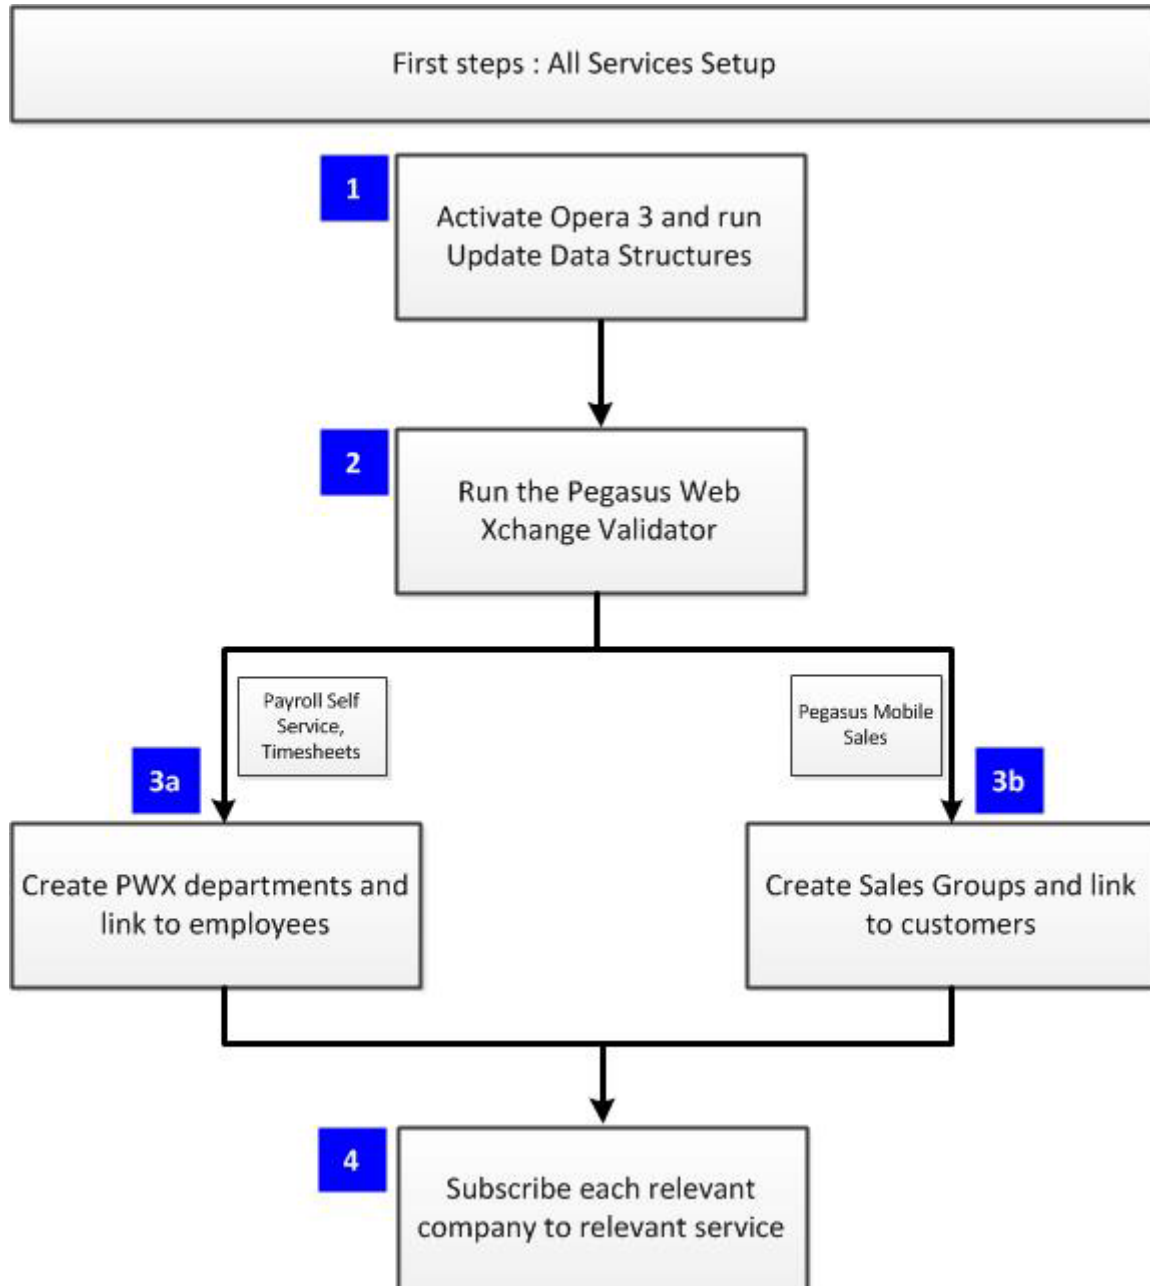 First steps : All Services Setup
1
Activate Opera 3 and run
Update Data Structures
2
Run the Pegasus Web
Xchange Validator
Payroll Self
Service,
Timesheets
Pegasus Mobile
Sales
3a
3b
Create PWX departments and
link to employees
Create Sales Groups and link
to customers
4
Subscribe each relevant
company to relevant service